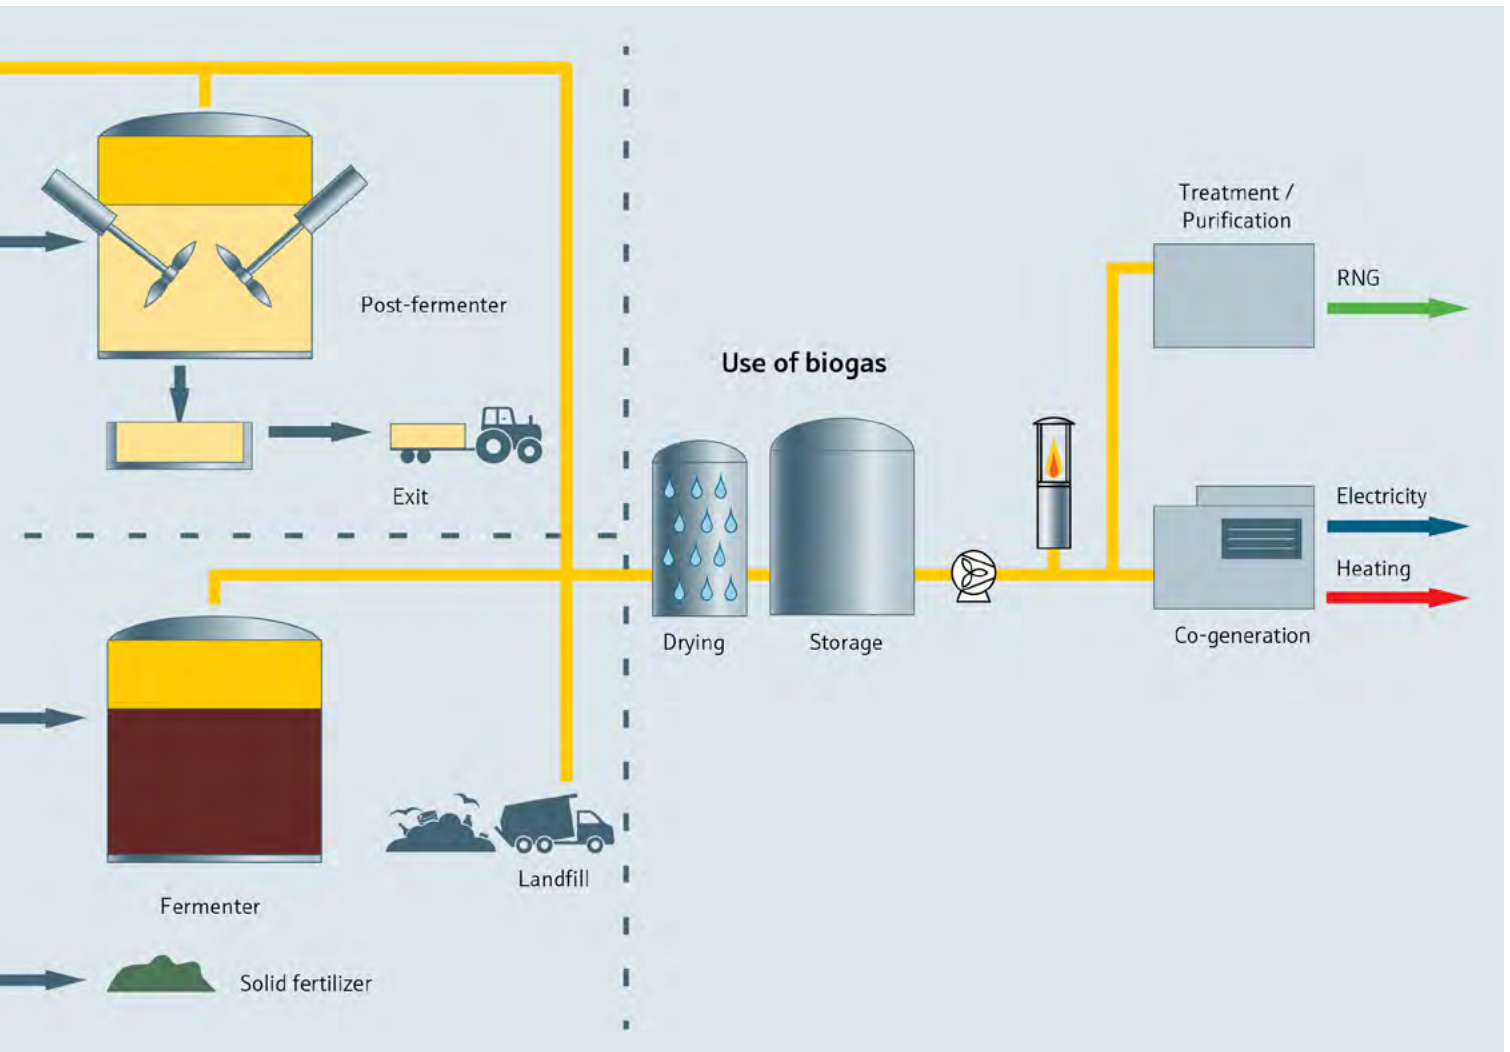 Treatment /
Purification
RNG
Post-fermenter
Use of biogas
Exit
Electricity
Heating
Drying
Storage
Co-generation
Landfill
Fermenter
Solid fertilizer